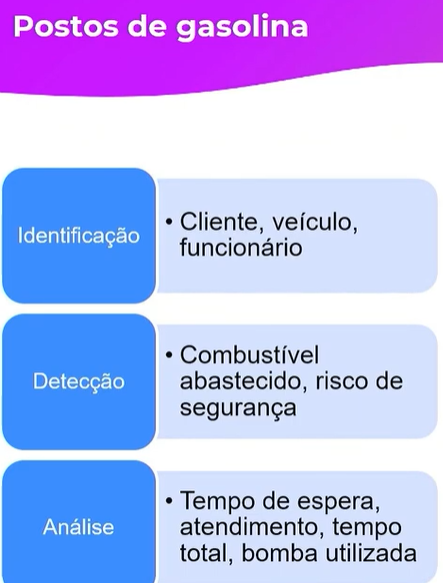 Postos de gasolina
Identificação
• Cliente, veículo,
funcionário
Detecção
• Combustível
abastecido, risco de
segurança
Análise
• Tempo de espera,
atendimento, tempo
total, bomba utilizada